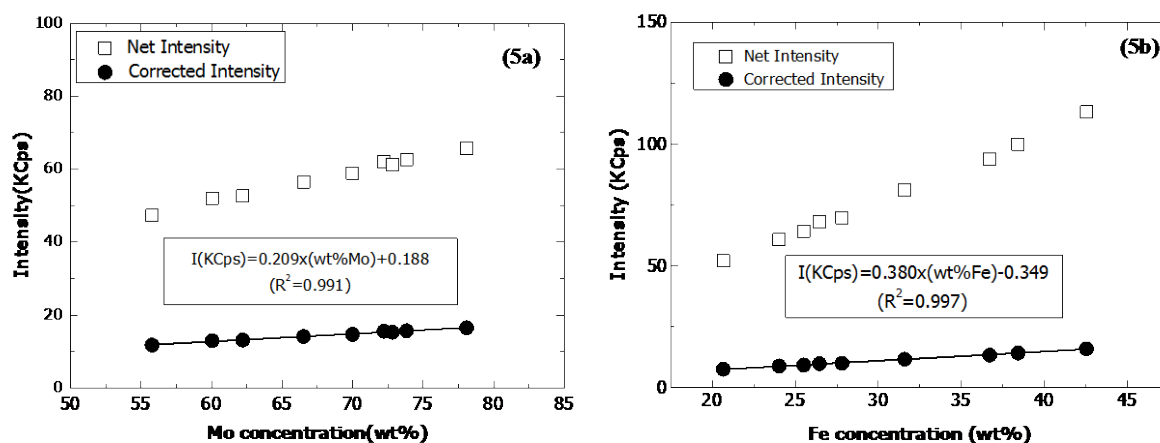 100
80
60
40
20
0
Intensity(KCps)
Net Intensity
Corrected Intensity
(5a)
I(KCps)=0.209x(wt%Mo)+0.188
(R²=0.991)
50 55 60 65 70 75 80 85
Mo concentration(wt%)
150
100
50
0
Intensity (KCps)
Net Intensity
Corrected Intensity
(5b)
I(KCps)=0.380x(wt%Fe)-0.349
(R²=0.997)
20 25 30 35 40 45
Fe concentration (wt%)